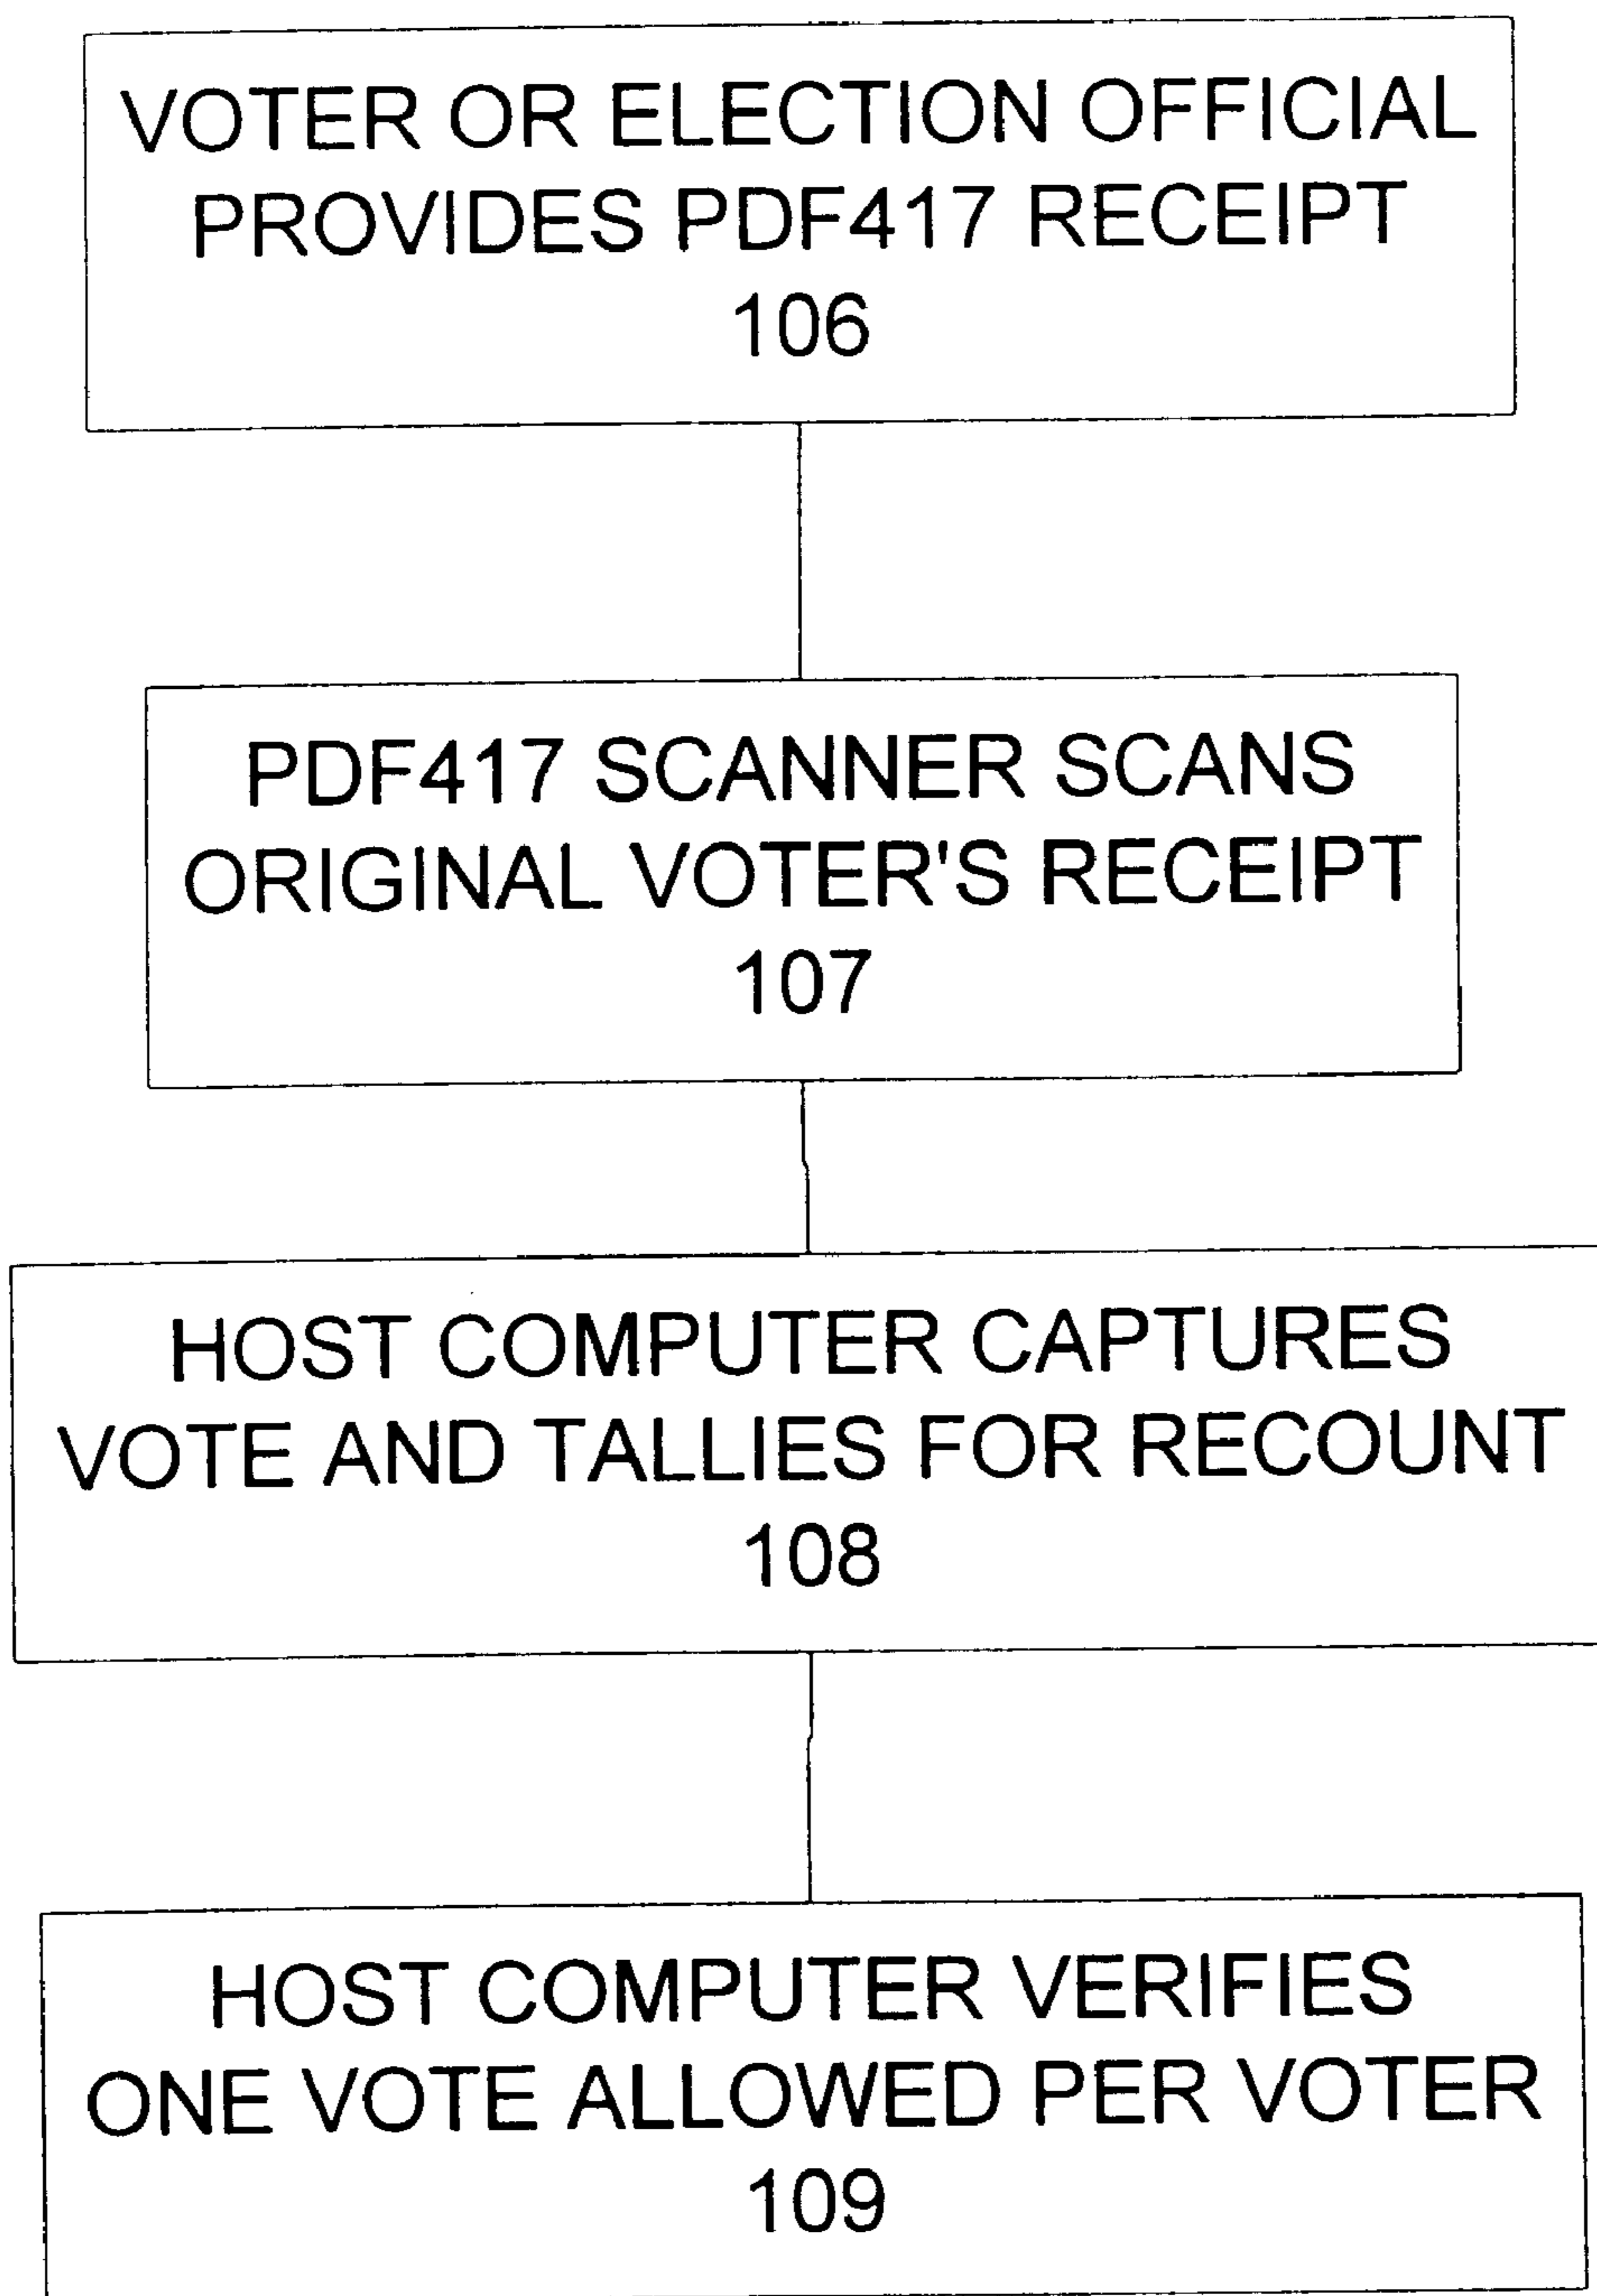 VOTER OR ELECTION OFFICIAL
PROVIDES PDF417 RECEIPT
106
PDF417 SCANNER SCANS
ORIGINAL VOTER'S RECEIPT
107
HOST COMPUTER CAPTURES
VOTE AND TALLIES FOR RECOUNT
108
HOST COMPUTER VERIFIES
ONE VOTE ALLOWED PER VOTER
109